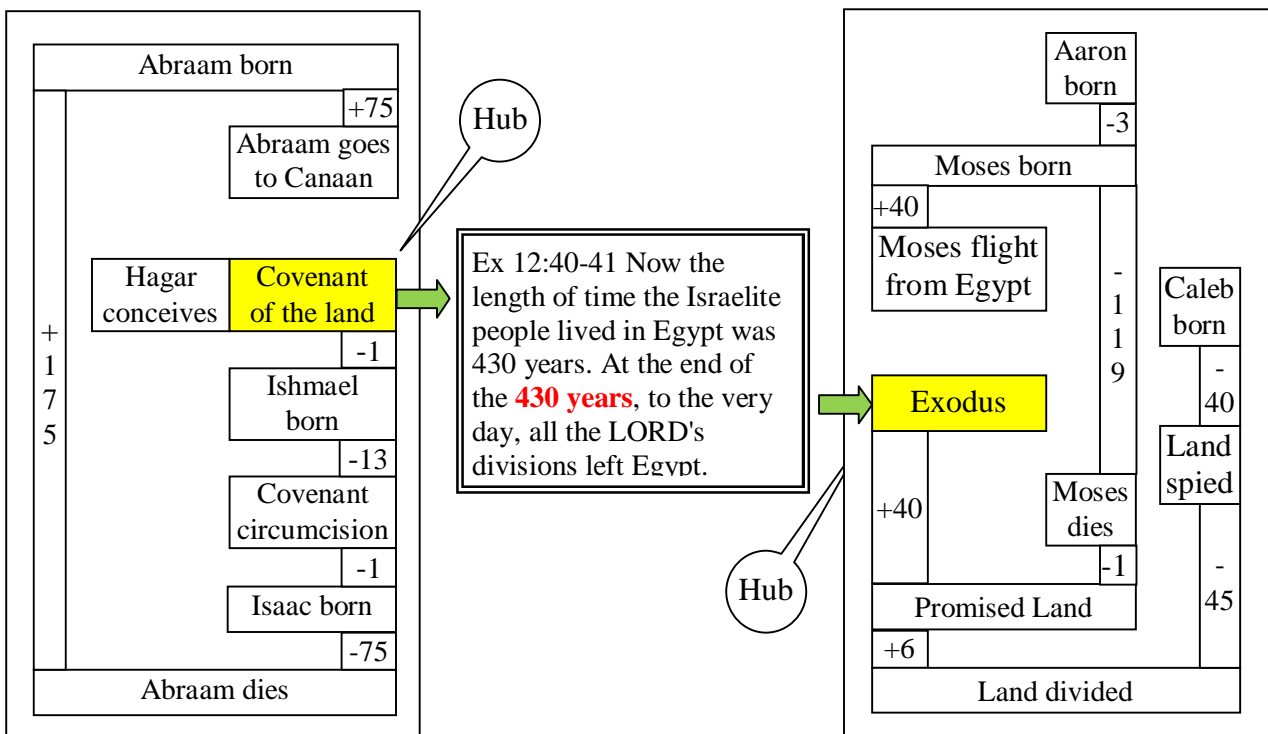 Abraam born
+75
Abraam goes
to Canaan
Hub
Hagar
conceives
Covenant
of the land
-1
Ishmael
born
-13
Covenant
circumcision
-1
Isaac born
-75
+
1
7
5
Abraam dies
Ex 12:40-41 Now the
length of time the Israelite
people lived in Egypt was
430 years. At the end of
the 430 years, to the very
day, all the LORD's
divisions left Egypt.
Aaron
born
-3
Moses born
+40
Moses flight
from Egypt
-
1
1
9
Caleb
born
-
40
Exodus
Land
spied
+40
Moses
dies
-1
-
45
Hub
Promised Land
+6
Land divided